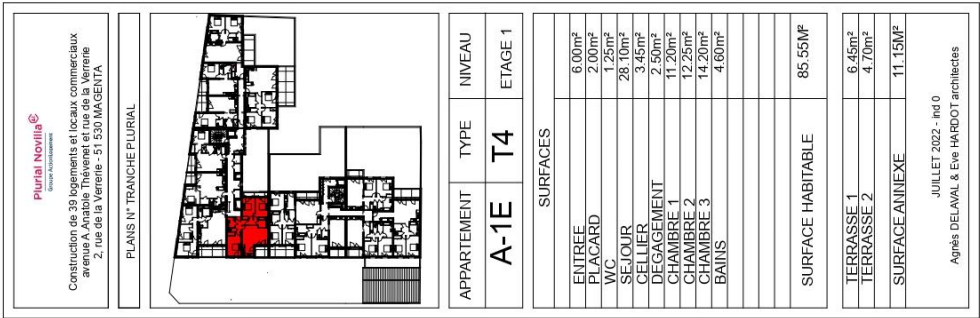 Plurial Novilia
Groupe ActionLogement
Construction de 39 logements et locaux commerciaux
avenue A. Anatole Thévenet et rue de la Verrerie
2, rue de la Verrerie - 51 530 MAGENTA
PLANS N° TRANCHE PLURIAL
APPARTEMENT TYPE NIVEAU
A-1E T4 ETAGE 1
SURFACES
ENTREE 6.00m²
PLACARD 2.00m²
WC 1.25m²
SEJOUR 28.10m²
CELLIER 3.45m²
DEGAGEMENT 2.50m²
CHAMBRE 1 11.20m²
CHAMBRE 2 12.25m²
CHAMBRE 3 14.20m²
BAINS 4.60m²
SURFACE HABITABLE 85.55M²
TERRASSE 1 6.45m²
TERRASSE 2 4.70m²
SURFACE ANNEXE 11.15M²
JUILLET 2022 - ind 0
Agnès DELAVAL & Eve HARDOT architectes